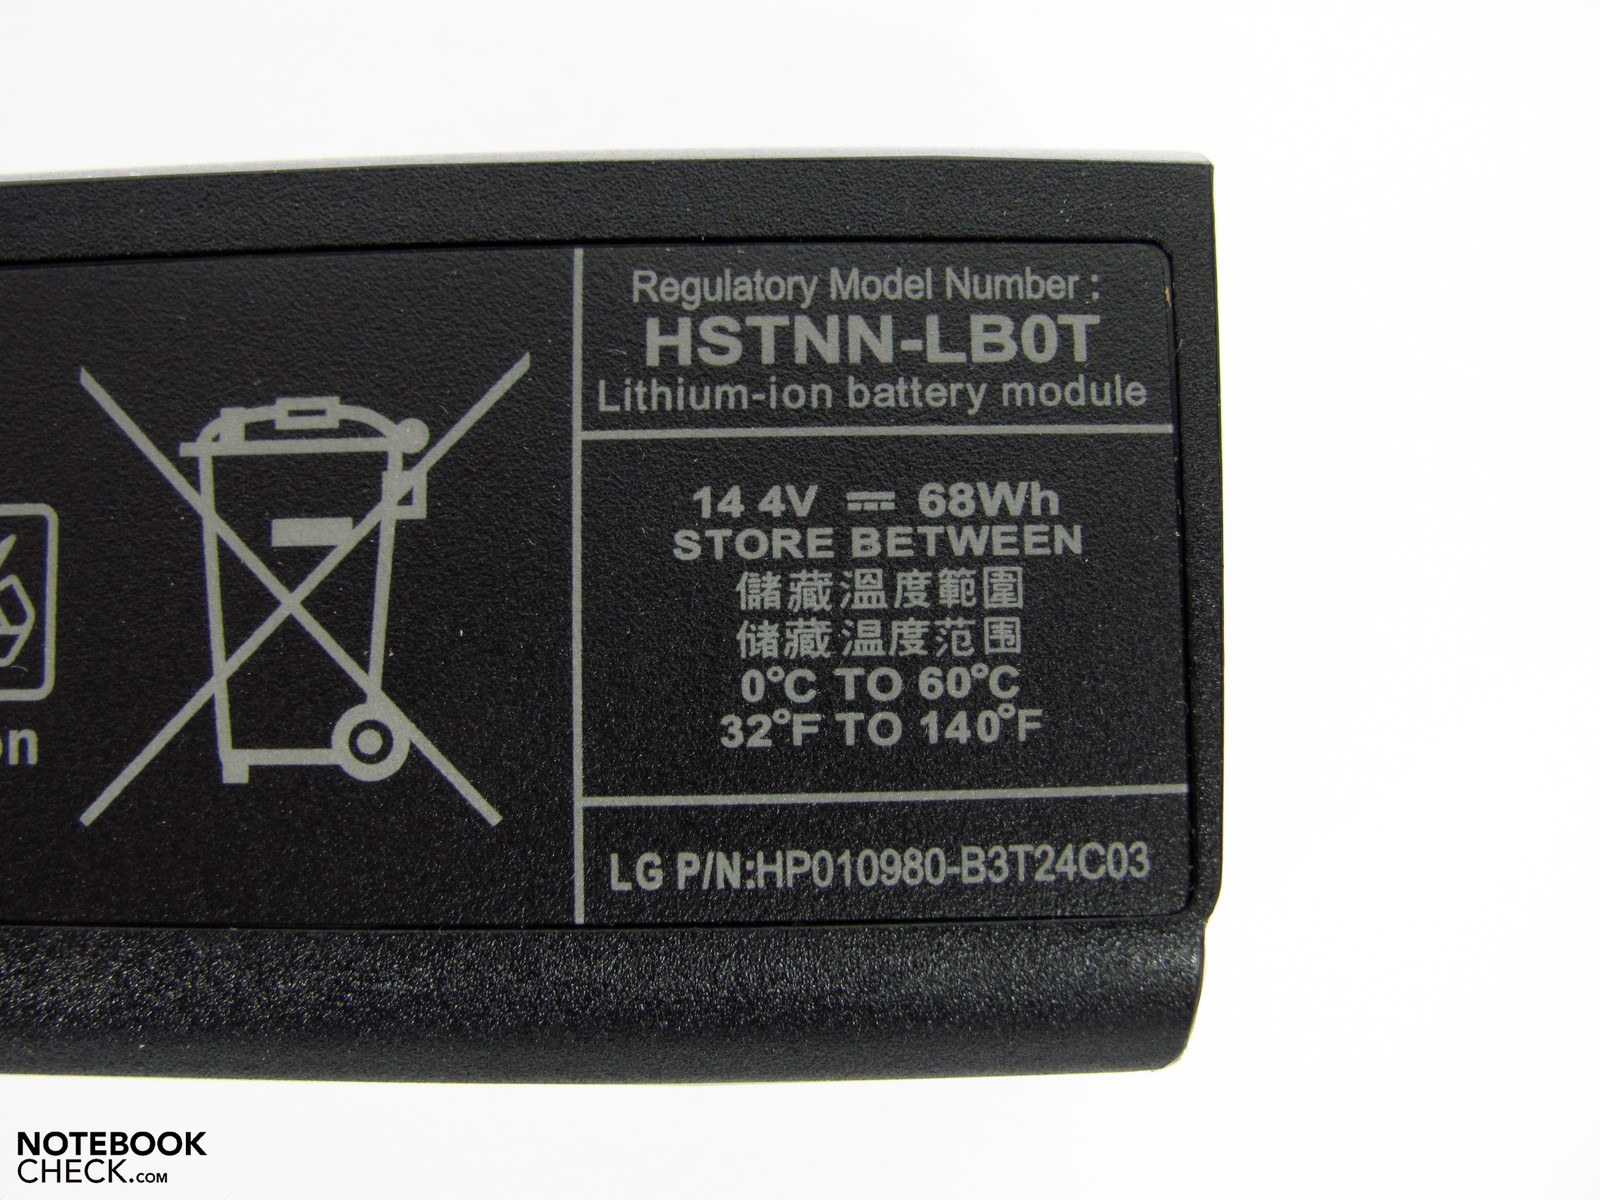 on
Regulatory Model Number :
HSTNN-LB0T
Lithium-ion battery module
14 4V ⎓ 68Wh
STORE BETWEEN
儲藏溫度範圍
储藏温度范围
0°C TO 60°C
32°F TO 140°F
LG P/N:HP010980-B3T24C03
NOTEBOOK
CHECK.COM